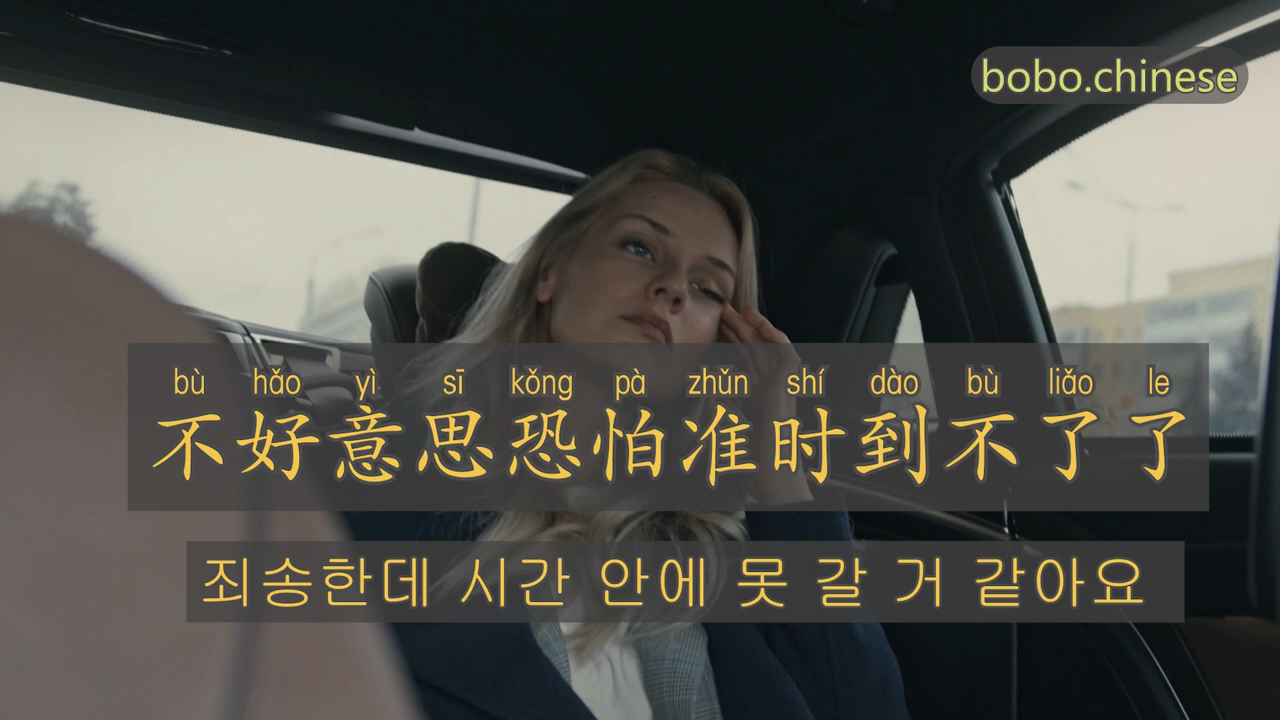 bobo.chinese
bù hǎo yì sī kǒng pà zhǔn shí dào bù liǎo le
不好意思恐怕准时到不了了
죄송한데 시간 안에 못 갈 거 같아요